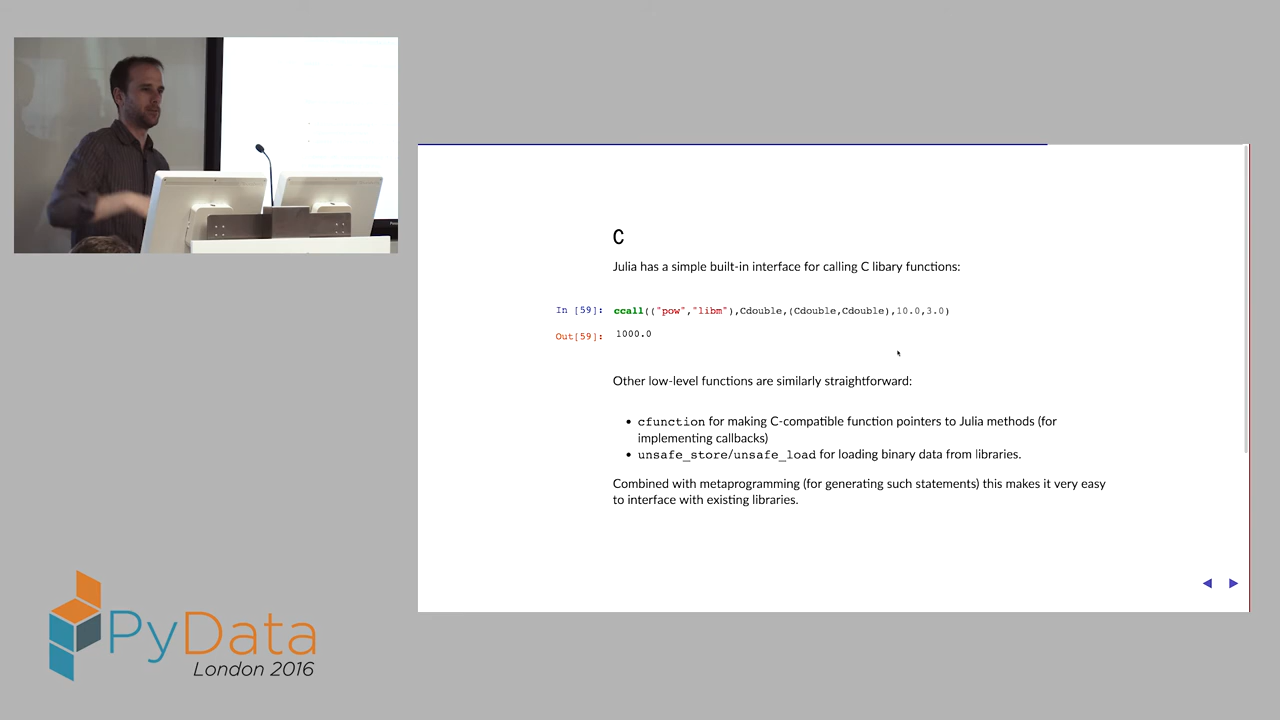 C
Julia has a simple built-in interface for calling C libary functions:
In [59]: ccall(("pow","libm"),Cdouble,(Cdouble,Cdouble),10.0,3.0)
Out[59]: 1000.0
Other low-level functions are similarly straightforward:
• cfunction for making C-compatible function pointers to Julia methods (for
implementing callbacks)
• unsafe_store/unsafe_load for loading binary data from libraries.
Combined with metaprogramming (for generating such statements) this makes it very easy
to interface with existing libraries.
PyData
London 2016